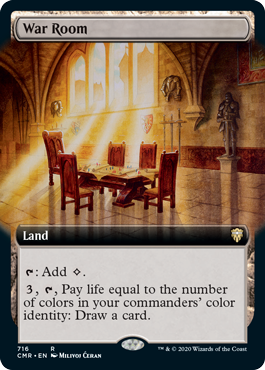 War Room
Land
: Add .
3, , Pay life equal to the number
of colors in your commanders' color
identity: Draw a card.
716 R
CMR • EN Milivoj Ćeran
™ & © 2020 Wizards of the Coast